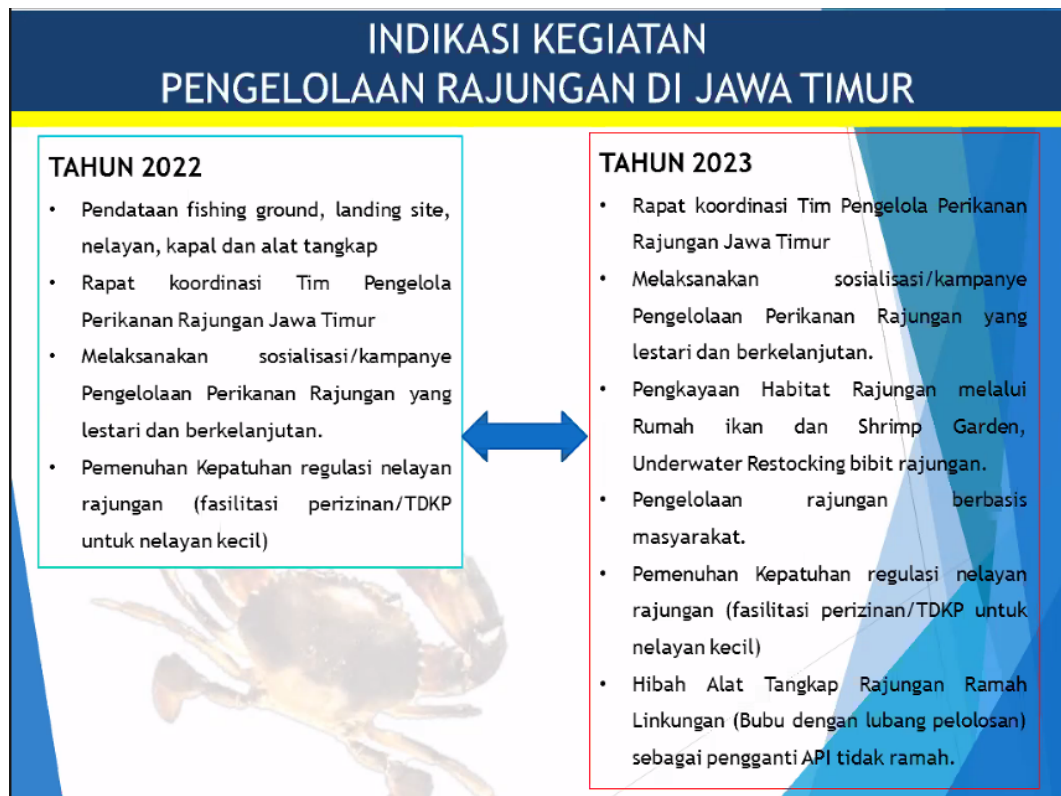 INDIKASI KEGIATAN
PENGELOLAAN RAJUNGAN DI JAWA TIMUR
TAHUN 2022
• Pendataan fishing ground, landing site,
nelayan, kapal dan alat tangkap
• Rapat koordinasi Tim Pengelola
Perikanan Rajungan Jawa Timur
• Melaksanakan sosialisasi/kampanye
Pengelolaan Perikanan Rajungan yang
lestari dan berkelanjutan.
• Pemenuhan Kepatuhan regulasi nelayan
rajungan (fasilitasi perizinan/TDKP
untuk nelayan kecil)
TAHUN 2023
• Rapat koordinasi Tim Pengelola Perikanan
Rajungan Jawa Timur
• Melaksanakan sosialisasi/kampanye
Pengelolaan Perikanan Rajungan yang
lestari dan berkelanjutan.
• Pengkayaan Habitat Rajungan melalui
Rumah ikan dan Shrimp Garden,
Underwater Restocking bibit rajungan.
• Pengelolaan rajungan berbasis
masyarakat.
• Pemenuhan Kepatuhan regulasi nelayan
rajungan (fasilitasi perizinan/TDKP untuk
nelayan kecil)
• Hibah Alat Tangkap Rajungan Ramah
Linkungan (Bubu dengan lubang pelolosan)
sebagai pengganti API tidak ramah.